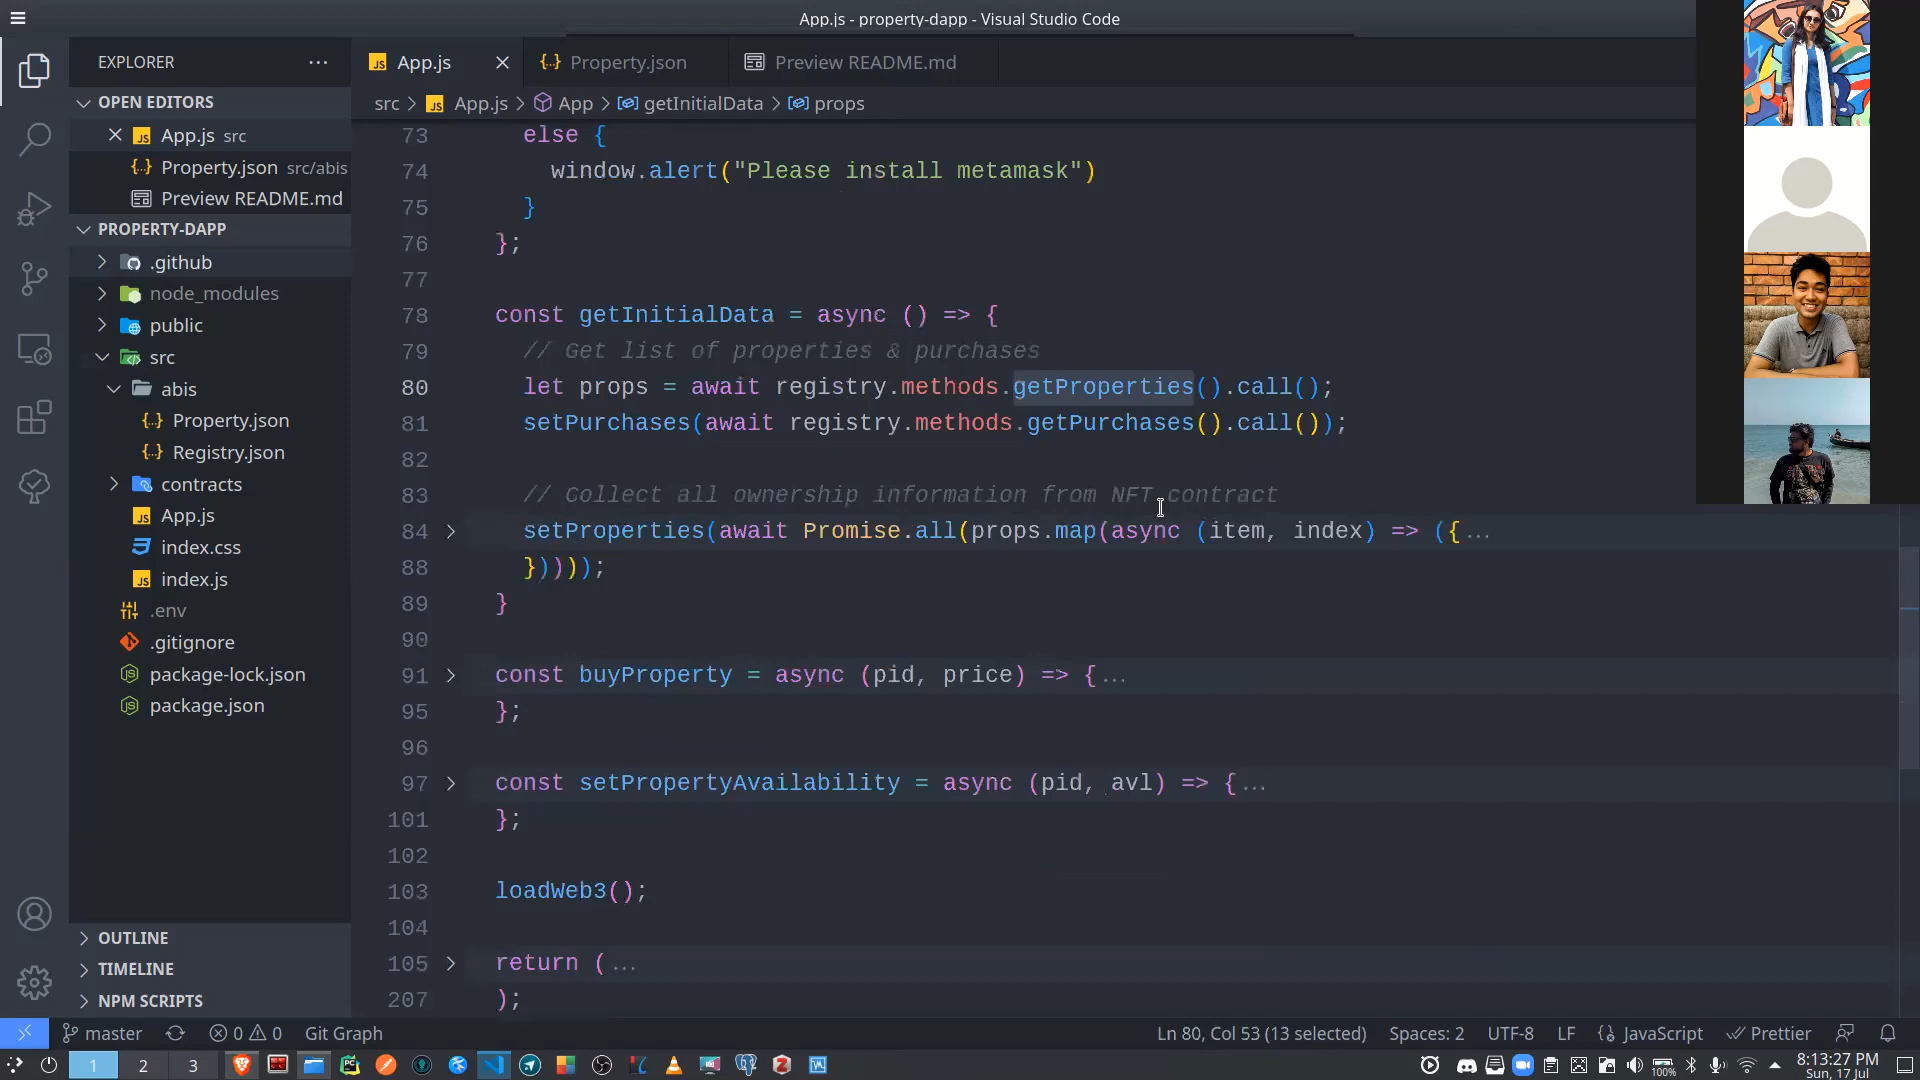 App.js - property-dapp - Visual Studio Code
EXPLORER
App.js
Property.json
Preview README.md
OPEN EDITORS
App.js src
Property.json src/abis
Preview README.md
PROPERTY-DAPP
.github
node_modules
public
src
abis
Property.json
Registry.json
contracts
App.js
index.css
index.js
.env
.gitignore
package-lock.json
package.json
OUTLINE
TIMELINE
NPM SCRIPTS
src > App.js > App > getInitialData > props
73 else {
74 window.alert("Please install metamask")
75 }
76 };
77
78 const getInitialData = async () => {
79 // Get list of properties & purchases
80 let props = await registry.methods.getProperties().call();
81 setPurchases(await registry.methods.getPurchases().call());
82
83 // Collect all ownership information from NFT contract
84 setProperties(await Promise.all(props.map(async (item, index) => ({...
88 }))));
89 }
90
91 const buyProperty = async (pid, price) => {...
95 };
96
97 const setPropertyAvailability = async (pid, avl) => {...
101 };
102
103 loadWeb3();
104
105 return (...
207 );
master 0 0 Git Graph
Ln 80, Col 53 (13 selected) Spaces: 2 UTF-8 LF JavaScript Prettier
1 2 3
100%
8:13:27 PM
Sun, 17 Jul